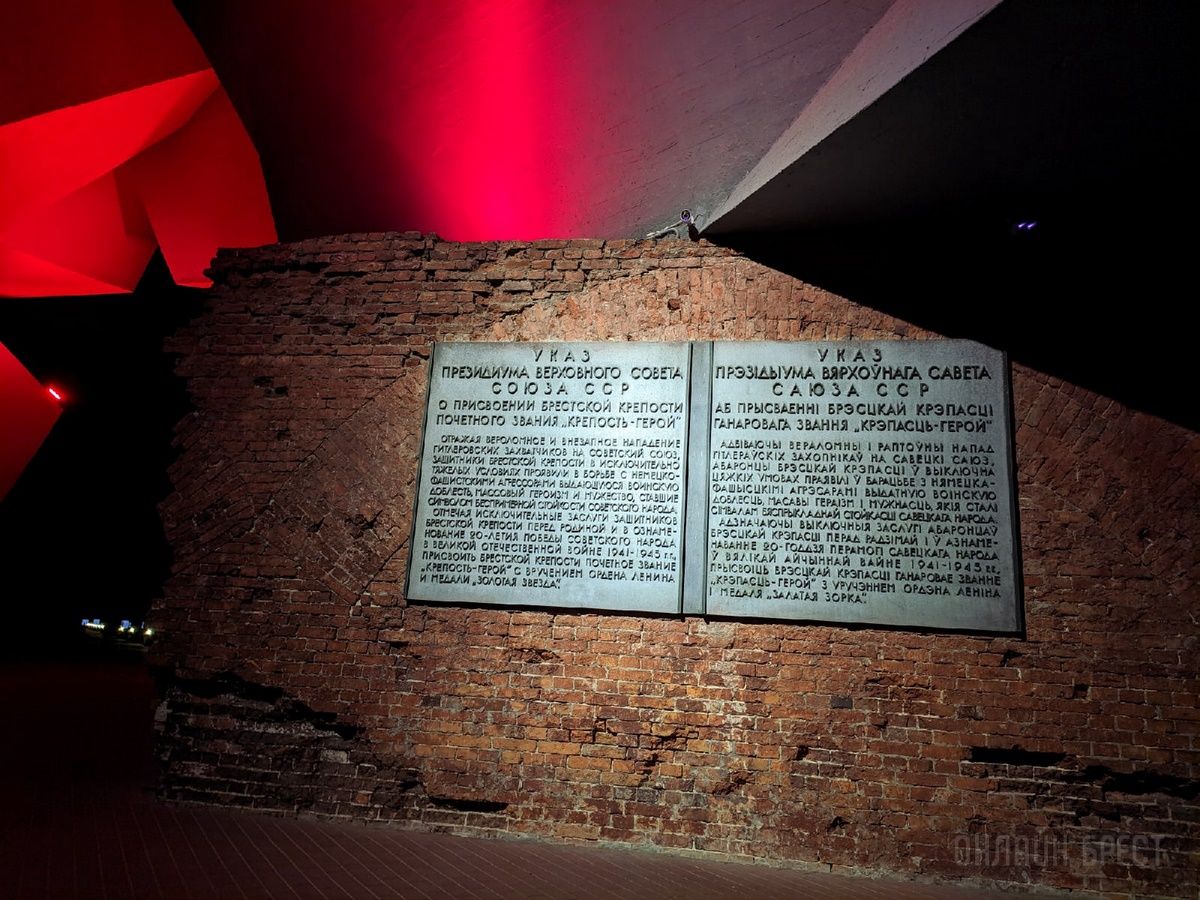 УКАЗ
ПРЕЗИДИУМА ВЕРХОВНОГО СОВЕТА
СОЮЗА ССР
О ПРИСВОЕНИИ БРЕСТСКОЙ КРЕПОСТИ
ПОЧЕТНОГО ЗВАНИЯ „КРЕПОСТЬ-ГЕРОЙ“
ОТРАЖАЯ ВЕРОЛОМНОЕ И ВНЕЗАПНОЕ НАПАДЕНИЕ
ГИТЛЕРОВСКИХ ЗАХВАТЧИКОВ НА СОВЕТСКИЙ СОЮЗ,
ЗАЩИТНИКИ БРЕСТСКОЙ КРЕПОСТИ В ИСКЛЮЧИТЕЛЬНО
ТЯЖЕЛЫХ УСЛОВИЯХ ПРОЯВИЛИ В БОРЬБЕ С НЕМЕЦКО-
ФАШИСТСКИМИ АГРЕССОРАМИ ВЫДАЮЩУЮСЯ ВОИНСКУЮ
ДОБЛЕСТЬ, МАССОВЫЙ ГЕРОИЗМ И МУЖЕСТВО, СТАВШИЕ
СИМВОЛОМ БЕСПРИМЕРНОЙ СТОЙКОСТИ СОВЕТСКОГО НАРОДА.
ОТМЕЧАЯ ИСКЛЮЧИТЕЛЬНЫЕ ЗАСЛУГИ ЗАЩИТНИКОВ
БРЕСТСКОЙ КРЕПОСТИ ПЕРЕД РОДИНОЙ И В ОЗНАМЕ-
НОВАНИЕ 20-ЛЕТИЯ ПОБЕДЫ СОВЕТСКОГО НАРОДА
В ВЕЛИКОЙ ОТЕЧЕСТВЕННОЙ ВОЙНЕ 1941-1945 гг.,
ПРИСВОИТЬ БРЕСТСКОЙ КРЕПОСТИ ПОЧЕТНОЕ ЗВАНИЕ
„КРЕПОСТЬ-ГЕРОЙ“ С ВРУЧЕНИЕМ ОРДЕНА ЛЕНИНА
И МЕДАЛИ „ЗОЛОТАЯ ЗВЕЗДА“.
УКАЗ
ПРЭЗІДЫУМА ВЯРХОЎНАГА САВЕТА
САЮЗА ССР
АБ ПРЫСВАЕННІ БРЭСЦКАЙ КРЭПАСЦІ
ГАНАРОВАГА ЗВАННЯ „КРЭПАСЦЬ-ГЕРОЙ“
АДБІВАЮЧЫ ВЕРАЛОМНЫ І РАПТОЎНЫ НАПАД
ГІТЛЕРАЎСКІХ ЗАХОПНІКАЎ НА САВЕЦКІ САЮЗ,
АБАРОНЦЫ БРЭСЦКАЙ КРЭПАСЦІ Ў ВЫКЛЮЧНА
ЦЯЖКІХ УМОВАХ ПРАЯВІЛІ Ў БАРАЦЬБЕ З НЯМЕЦКА-
ФАШЫСЦКІМІ АГРЭСАРАМІ ВЫДАТНУЮ ВОІНСКУЮ
ДОБЛЕСЦЬ, МАСАВЫ ГЕРАІЗМ І МУЖНАСЦЬ, ЯКІЯ СТАЛІ
СІМВАЛАМ БЯСПРЫКЛАДНАЙ СТОЙКАСЦІ САВЕЦКАГА НАРОДА.
АДЗНАЧАЮЧЫ ВЫКЛЮЧНЫЯ ЗАСЛУГІ АБАРОНЦАЎ
БРЭСЦКАЙ КРЭПАСЦІ ПЕРАД РАДЗІМАЙ І Ў АЗНАМЕ-
НАВАННЕ 20-ГОДДЗЯ ПЕРАМОГІ САВЕЦКАГА НАРОДА
Ў ВЯЛІКАЙ АЙЧЫННАЙ ВАЙНЕ 1941-1945 гг.
ПРЫСВОІЦЬ БРЭСЦКАЙ КРЭПАСЦІ ГАНАРОВАЕ ЗВАННЕ
„КРЭПАСЦЬ-ГЕРОЙ“ З УРУЧЭННЕМ ОРДЭНА ЛЕНІНА
І МЕДАЛЯ „ЗАЛАТАЯ ЗОРКА“.
ОНЛАЙН БРЕСТ